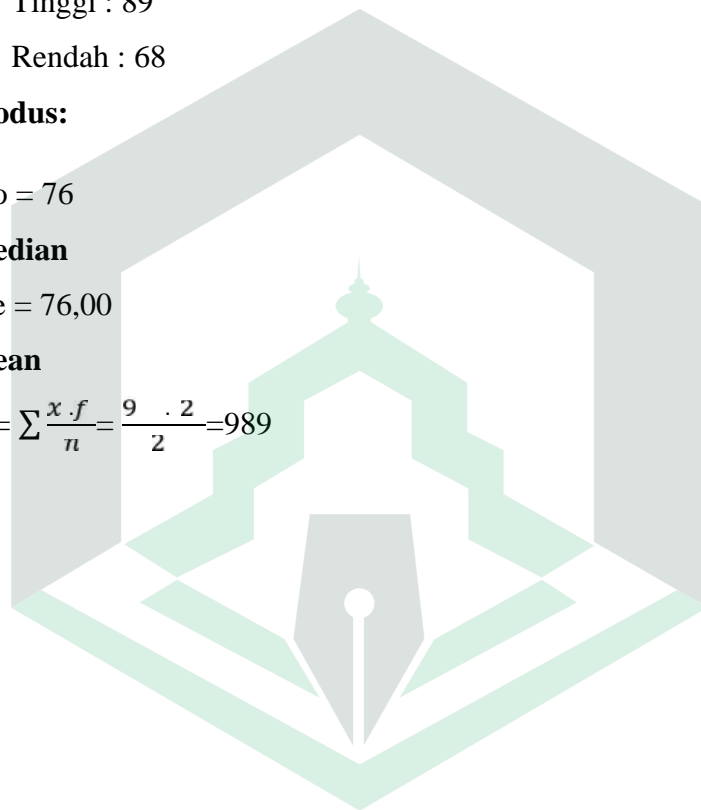 Tinggi : 89
Rendah : 68
odus:
o = 76
edian
e = 76,00
ean
= ∑ x .f / n = 9 . 2 / 2 =989